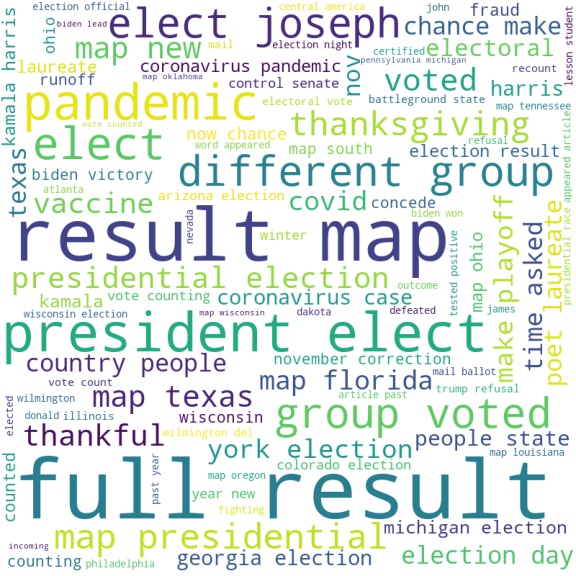 election official
biden lead
elect joseph
central america
john
fraud
chance make
kamala harris
ohio
map new
mail
election night
certified
electoral
recount
lesson student
laureate
runoff
coronavirus pandemic
pennsylvania michigan
map oklahoma
control senate
nov
voted
harris
pandemic
electoral vote
battleground state
map tennessee
vote counted
thanksgiving
elect
now chance
word appeared
map south
refusal
election result
texas
biden victory
different group
appeared article
atlanta
vaccine
arizona election
covid
concede
biden won
make playoff
time asked
poet laureate
presidential race
result map
nevada
winter
map ohio
presidential election
outcome
tested positive
kamala
vote counting
coronavirus case
james
wisconsin election
map wisconsin
dakota
defeated
president elect
country people
november correction
vote count
map florida
mail ballot
wilmington
map texas
article past
trump refusal
elected
donald
illinois
wisconsin
group voted
thankful
wilmington del
people state
york election
map louisiana
counted
past year
colorado election
full result
map oregon
year new
fighting
map presidential
michigan election
incoming
counting
philadelphia
georgia election
election day